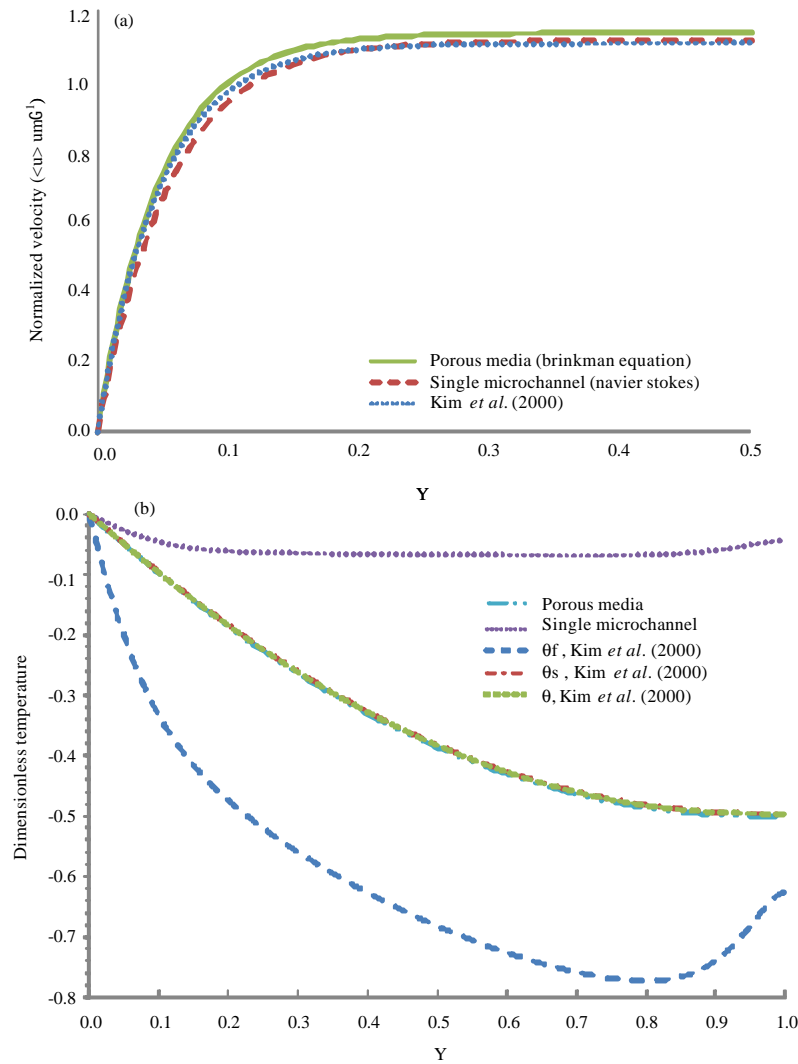 (a)
1.2
1.0
0.8
0.6
0.4
0.2
0.0
Normalized velocity (<u> umG¹)
Porous media (brinkman equation)
Single microchannel (navier stokes)
Kim et al. (2000)
0.0 0.1 0.2 0.3 0.4 0.5
Y
(b)
0.0
-0.1
-0.2
-0.3
-0.4
-0.5
-0.6
-0.7
-0.8
Dimensionless temperature
Porous media
Single microchannel
θf , Kim et al. (2000)
θs , Kim et al. (2000)
θ, Kim et al. (2000)
0.0 0.1 0.2 0.3 0.4 0.5 0.6 0.7 0.8 0.9 1.0
Y